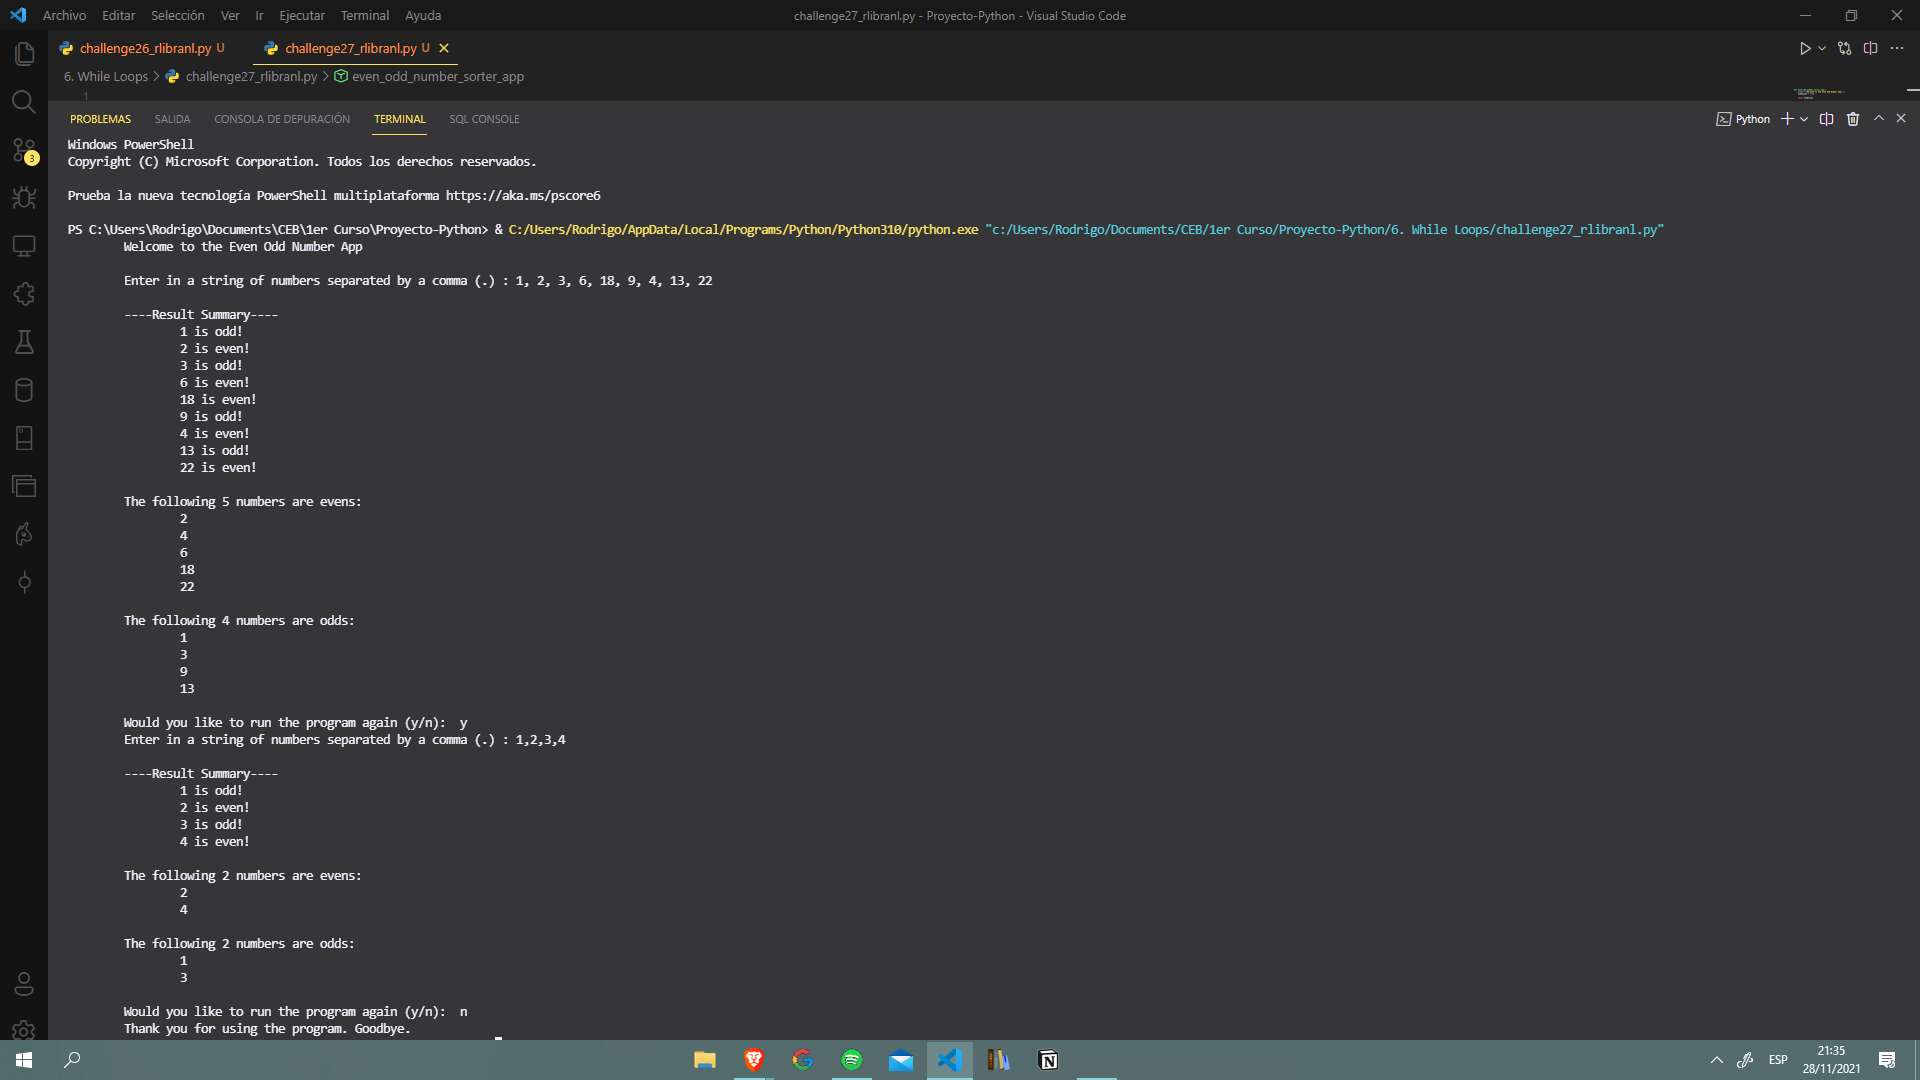 Archivo Editar Selección Ver Ir Ejecutar Terminal Ayuda
challenge27_rlibranl.py - Proyecto-Python - Visual Studio Code
challenge26_rlibranl.py U
challenge27_rlibranl.py U
6. While Loops > challenge27_rlibranl.py > even_odd_number_sorter_app
1
PROBLEMAS SALIDA CONSOLA DE DEPURACIÓN TERMINAL SQL CONSOLE
Python
3
Windows PowerShell
Copyright (C) Microsoft Corporation. Todos los derechos reservados.
Prueba la nueva tecnología PowerShell multiplataforma https://aka.ms/pscore6
PS C:\Users\Rodrigo\Documents\CEB\1er Curso\Proyecto-Python> & C:/Users/Rodrigo/AppData/Local/Programs/Python/Python310/python.exe "c:/Users/Rodrigo/Documents/CEB/1er Curso/Proyecto-Python/6. While Loops/challenge27_rlibranl.py"
Welcome to the Even Odd Number App
Enter in a string of numbers separated by a comma (.) : 1, 2, 3, 6, 18, 9, 4, 13, 22
----Result Summary----
1 is odd!
2 is even!
3 is odd!
6 is even!
18 is even!
9 is odd!
4 is even!
13 is odd!
22 is even!
The following 5 numbers are evens:
2
4
6
18
22
The following 4 numbers are odds:
1
3
9
13
Would you like to run the program again (y/n):  y
Enter in a string of numbers separated by a comma (.) : 1,2,3,4
----Result Summary----
1 is odd!
2 is even!
3 is odd!
4 is even!
The following 2 numbers are evens:
2
4
The following 2 numbers are odds:
1
3
Would you like to run the program again (y/n):  n
Thank you for using the program. Goodbye.
ESP
21:35
28/11/2021